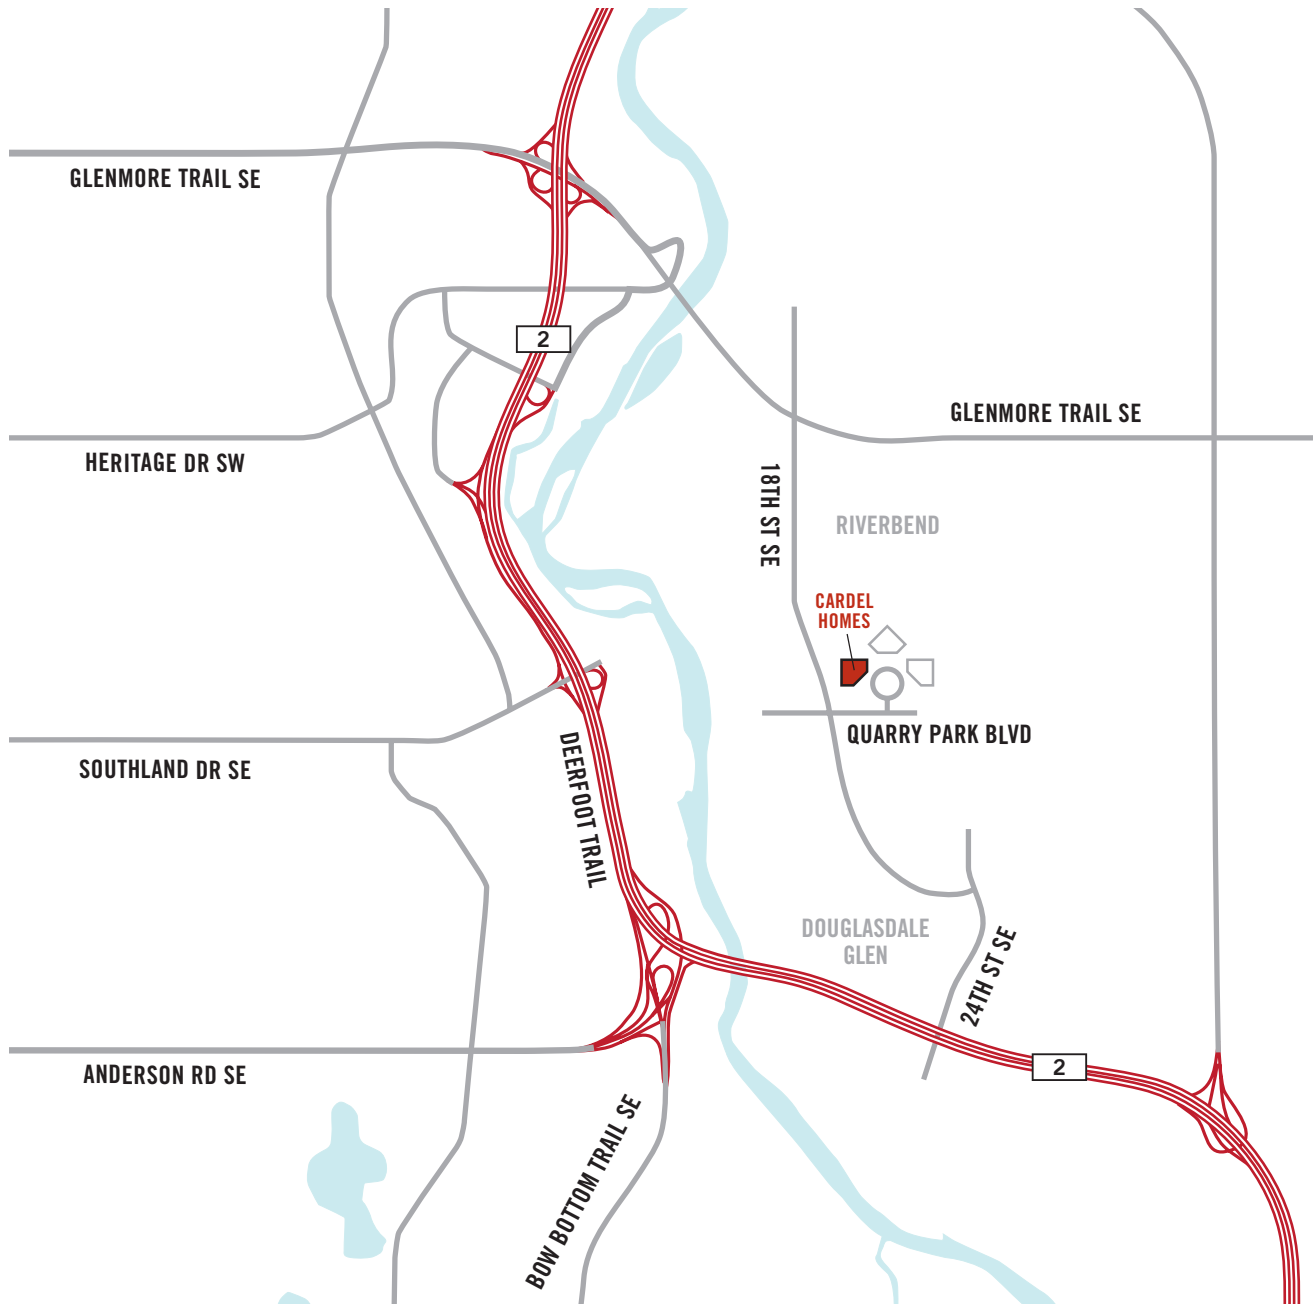 GLENMORE TRAIL SE
2
GLENMORE TRAIL SE
HERITAGE DR SW
18TH ST SE
RIVERBEND
CARDEL
HOMES
QUARRY PARK BLVD
SOUTHLAND DR SE
DEERFOOT TRAIL
DOUGLASDALE
GLEN
24TH ST SE
2
ANDERSON RD SE
BOW BOTTOM TRAIL SE